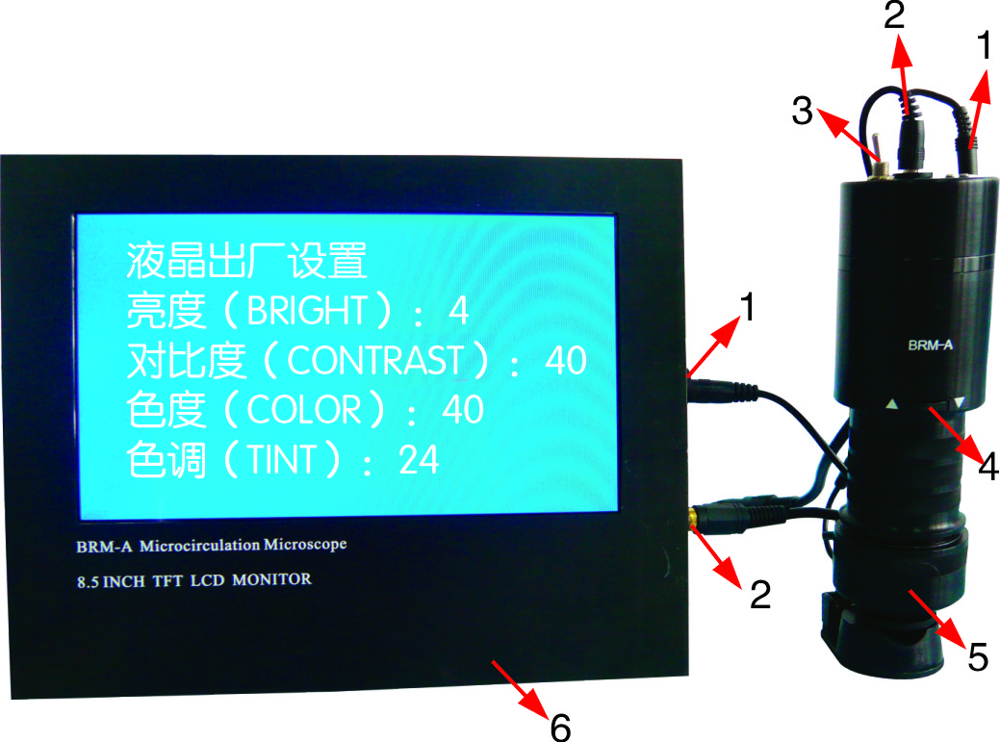 2
1
3
液晶出厂设置
亮度（BRIGHT）：4
对比度（CONTRAST）：40
色度（COLOR）：40
色调（TINT）：24
1
BRM-A
▲ ▼
4
BRM-A Microcirculation Microscope
8.5 INCH TFT LCD MONITOR
2
5
6